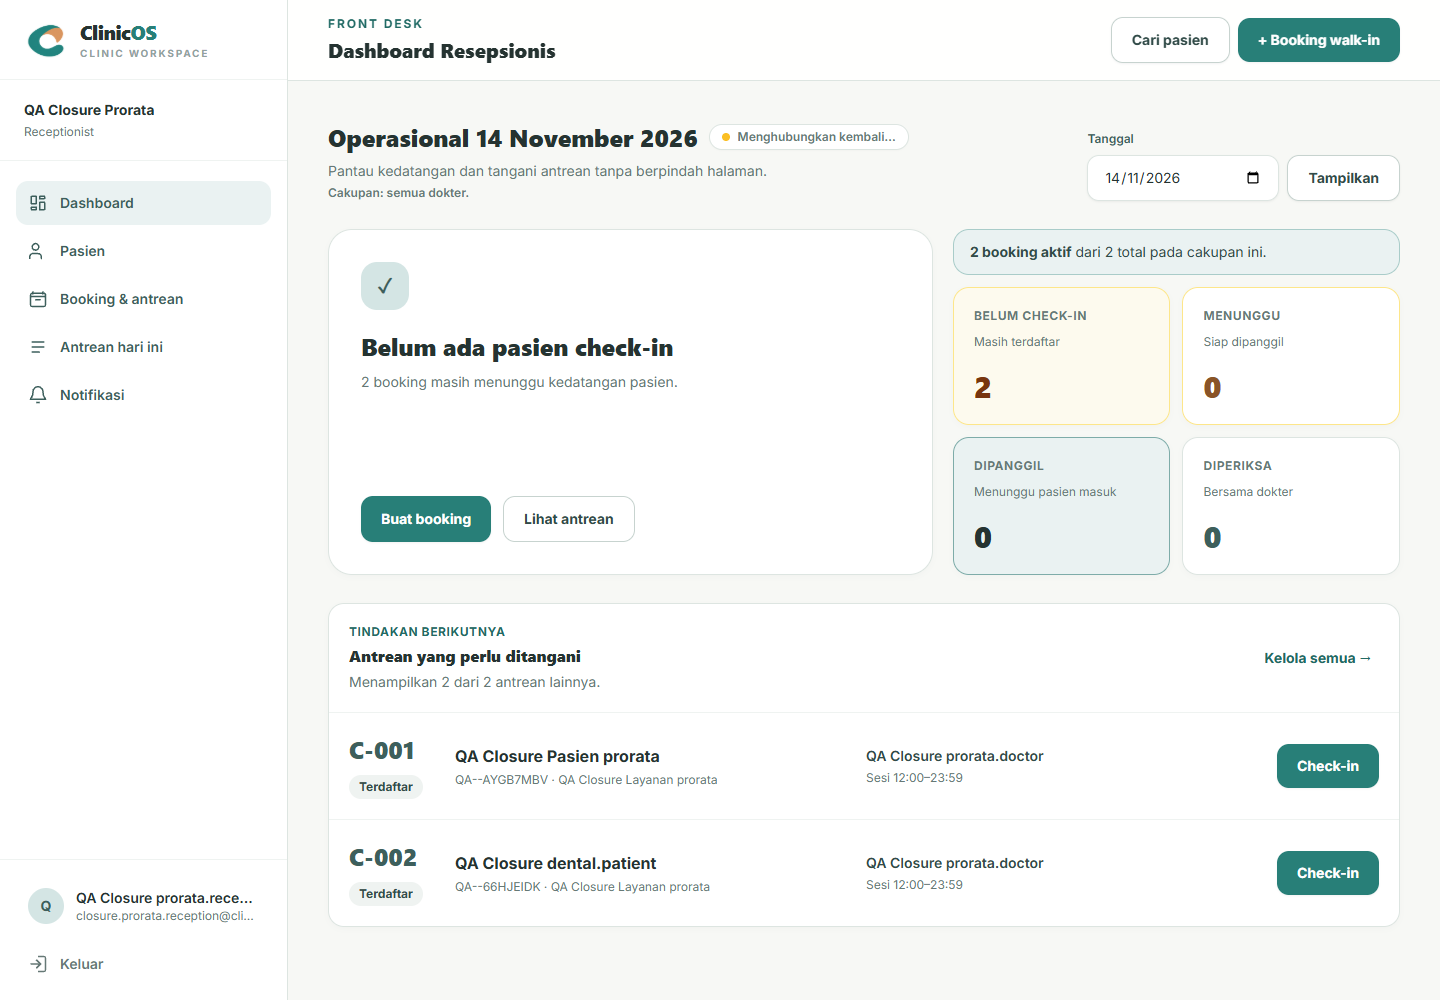 ClinicOS
CLINIC WORKSPACE
QA Closure Prorata
Receptionist
Dashboard
Pasien
Booking & antrean
Antrean hari ini
Notifikasi
Q
QA Closure prorata.rece...
closure.prorata.reception@cli...
Keluar
FRONT DESK
Dashboard Resepsionis
Cari pasien
+ Booking walk-in
Operasional 14 November 2026
Menghubungkan kembali...
Pantau kedatangan dan tangani antrean tanpa berpindah halaman.
Cakupan: semua dokter.
Tanggal
14/11/2026
Tampilkan
✓
Belum ada pasien check-in
2 booking masih menunggu kedatangan pasien.
Buat booking
Lihat antrean
2 booking aktif dari 2 total pada cakupan ini.
BELUM CHECK-IN
Masih terdaftar
2
MENUNGGU
Siap dipanggil
0
DIPANGGIL
Menunggu pasien masuk
0
DIPERIKSA
Bersama dokter
0
TINDAKAN BERIKUTNYA
Antrean yang perlu ditangani
Menampilkan 2 dari 2 antrean lainnya.
Kelola semua →
C-001
Terdaftar
QA Closure Pasien prorata
QA--AYGB7MBV · QA Closure Layanan prorata
QA Closure prorata.doctor
Sesi 12:00–23:59
Check-in
C-002
Terdaftar
QA Closure dental.patient
QA--66HJEIDK · QA Closure Layanan prorata
QA Closure prorata.doctor
Sesi 12:00–23:59
Check-in